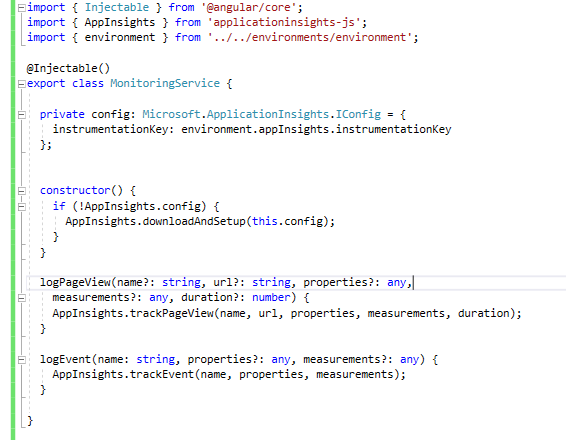 import { Injectable } from '@angular/core';
import { AppInsights } from 'applicationinsights-js';
import { environment } from '../../environments/environment';
@Injectable()
export class MonitoringService {
private config: Microsoft.ApplicationInsights.IConfig = {
instrumentationKey: environment.appInsights.instrumentationKey
};
constructor() {
if (!AppInsights.config) {
AppInsights.downloadAndSetup(this.config);
}
}
logPageView(name?: string, url?: string, properties?: any,
measurements?: any, duration?: number) {
AppInsights.trackPageView(name, url, properties, measurements, duration);
}
logEvent(name: string, properties?: any, measurements?: any) {
AppInsights.trackEvent(name, properties, measurements);
}
}